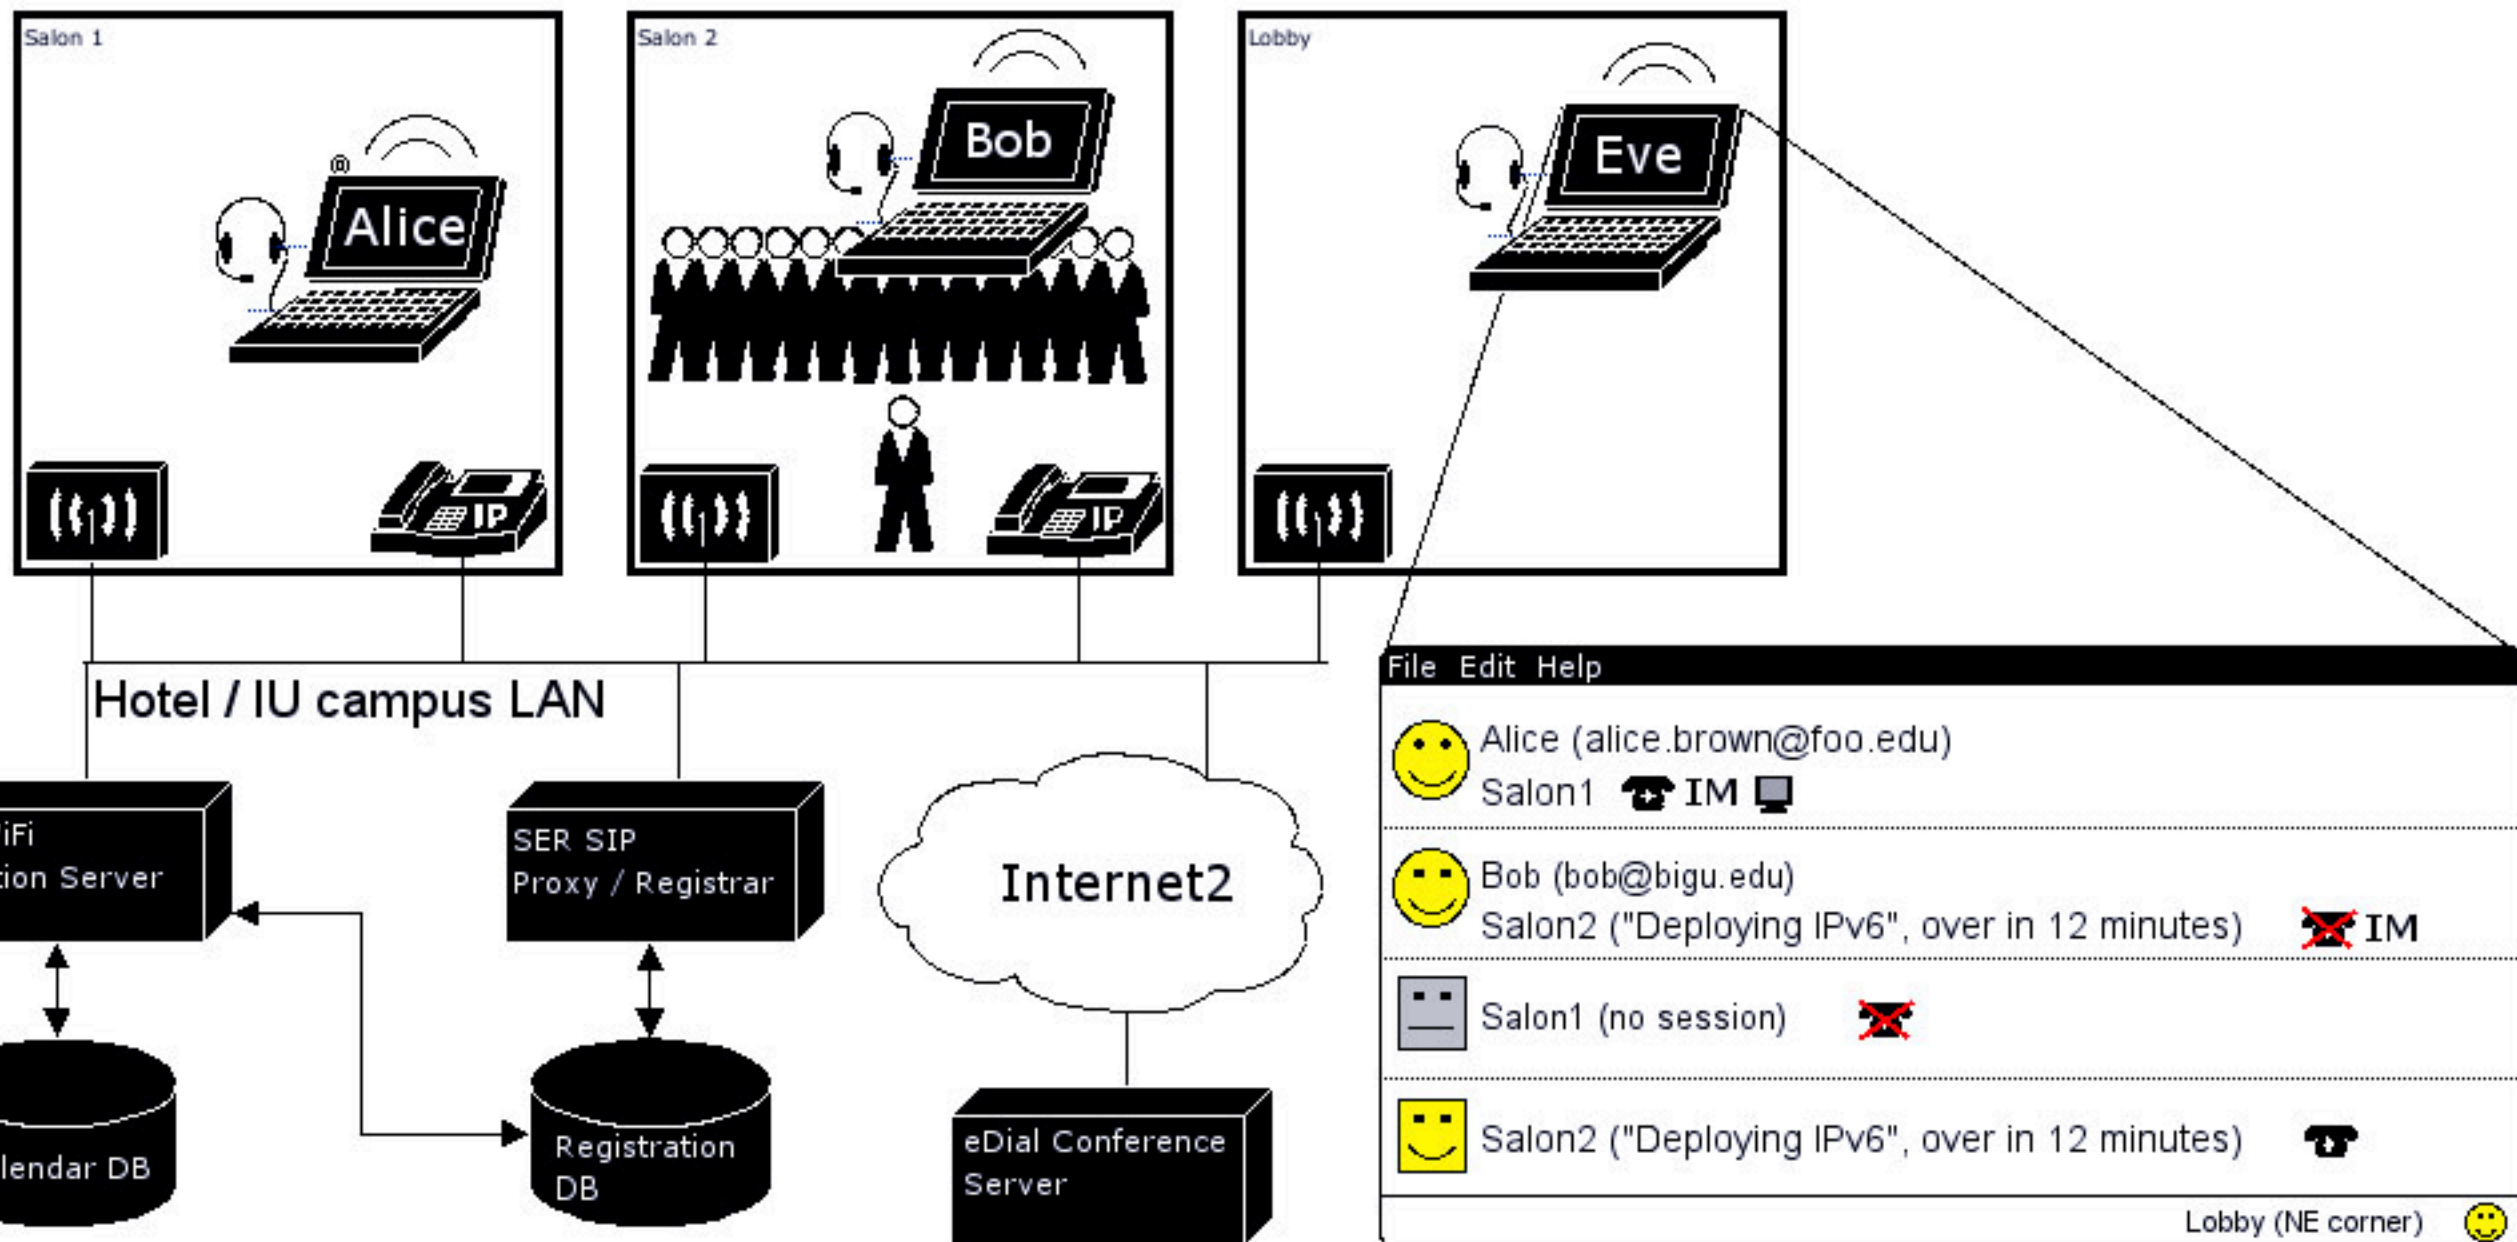 Salon 1
Salon 2
Lobby
Alice
Bob
Eve
IP
IP
Hotel / IU campus LAN
iFi
tion Server
SER SIP
Proxy / Registrar
Internet2
lendar DB
Registration
DB
eDial Conference
Server
File Edit Help
Alice (alice.brown@foo.edu)
Salon1 IM
Bob (bob@bigu.edu)
Salon2 ("Deploying IPv6", over in 12 minutes) IM
Salon1 (no session)
Salon2 ("Deploying IPv6", over in 12 minutes)
Lobby (NE corner)